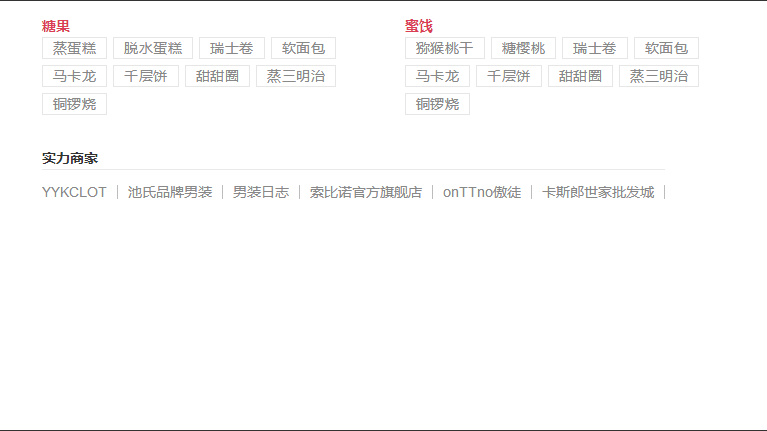 糖果
蒸蛋糕 脱水蛋糕 瑞士卷 软面包
马卡龙 千层饼 甜甜圈 蒸三明治
铜锣烧
蜜饯
猕猴桃干 糖樱桃 瑞士卷 软面包
马卡龙 千层饼 甜甜圈 蒸三明治
铜锣烧
实力商家
YYKCLOT 池氏品牌男装 男装日志 索比诺官方旗舰店 onTTno傲徒 卡斯郎世家批发城